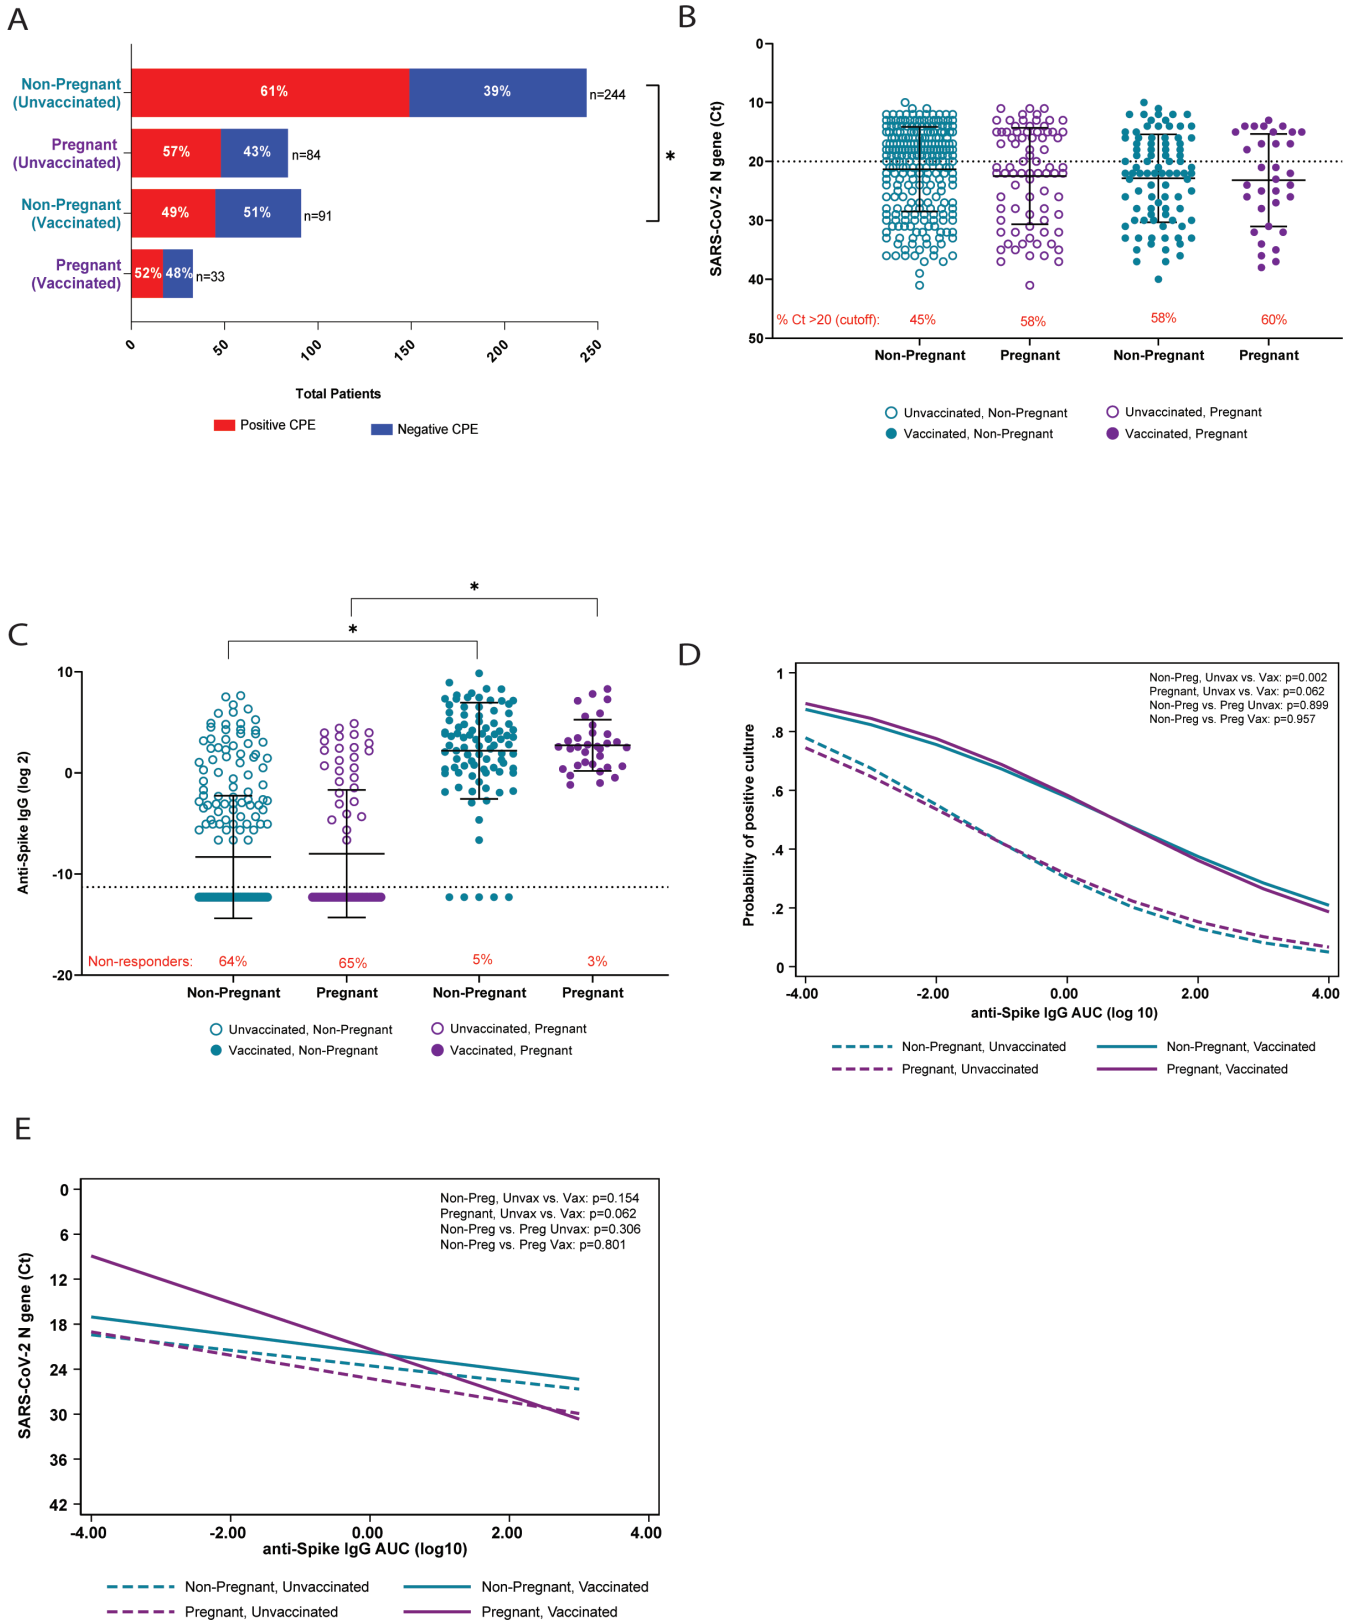 A
Non-Pregnant
(Unvaccinated)
61%
39%
n=244
Pregnant
(Unvaccinated)
57%
43%
n=84
*
Non-Pregnant
(Vaccinated)
49%
51%
n=91
Pregnant
(Vaccinated)
52%
48%
n=33
0
50
100
150
200
250
Total Patients
Positive CPE
Negative CPE
B
SARS-CoV-2 N gene (Ct)
0
10
20
30
40
50
% Ct >20 (cutoff):
45%
58%
58%
60%
Non-Pregnant
Pregnant
Non-Pregnant
Pregnant
Unvaccinated, Non-Pregnant
Unvaccinated, Pregnant
Vaccinated, Non-Pregnant
Vaccinated, Pregnant
C
*
*
Anti-Spike IgG (log 2)
10
0
-10
-20
Non-responders:
64%
65%
5%
3%
Non-Pregnant
Pregnant
Non-Pregnant
Pregnant
Unvaccinated, Non-Pregnant
Unvaccinated, Pregnant
Vaccinated, Non-Pregnant
Vaccinated, Pregnant
D
Non-Preg, Unvax vs. Vax: p=0.002
Pregnant, Unvax vs. Vax: p=0.062
Non-Preg vs. Preg Unvax: p=0.899
Non-Preg vs. Preg Vax: p=0.957
Probability of positive culture
1
.8
.6
.4
.2
0
-4.00
-2.00
0.00
2.00
4.00
anti-Spike IgG AUC (log 10)
Non-Pregnant, Unvaccinated
Non-Pregnant, Vaccinated
Pregnant, Unvaccinated
Pregnant, Vaccinated
E
Non-Preg, Unvax vs. Vax: p=0.154
Pregnant, Unvax vs. Vax: p=0.062
Non-Preg vs. Preg Unvax: p=0.306
Non-Preg vs. Preg Vax: p=0.801
SARS-CoV-2 N gene (Ct)
0
6
12
18
24
30
36
42
-4.00
-2.00
0.00
2.00
4.00
anti-Spike IgG AUC (log10)
Non-Pregnant, Unvaccinated
Non-Pregnant, Vaccinated
Pregnant, Unvaccinated
Pregnant, Vaccinated